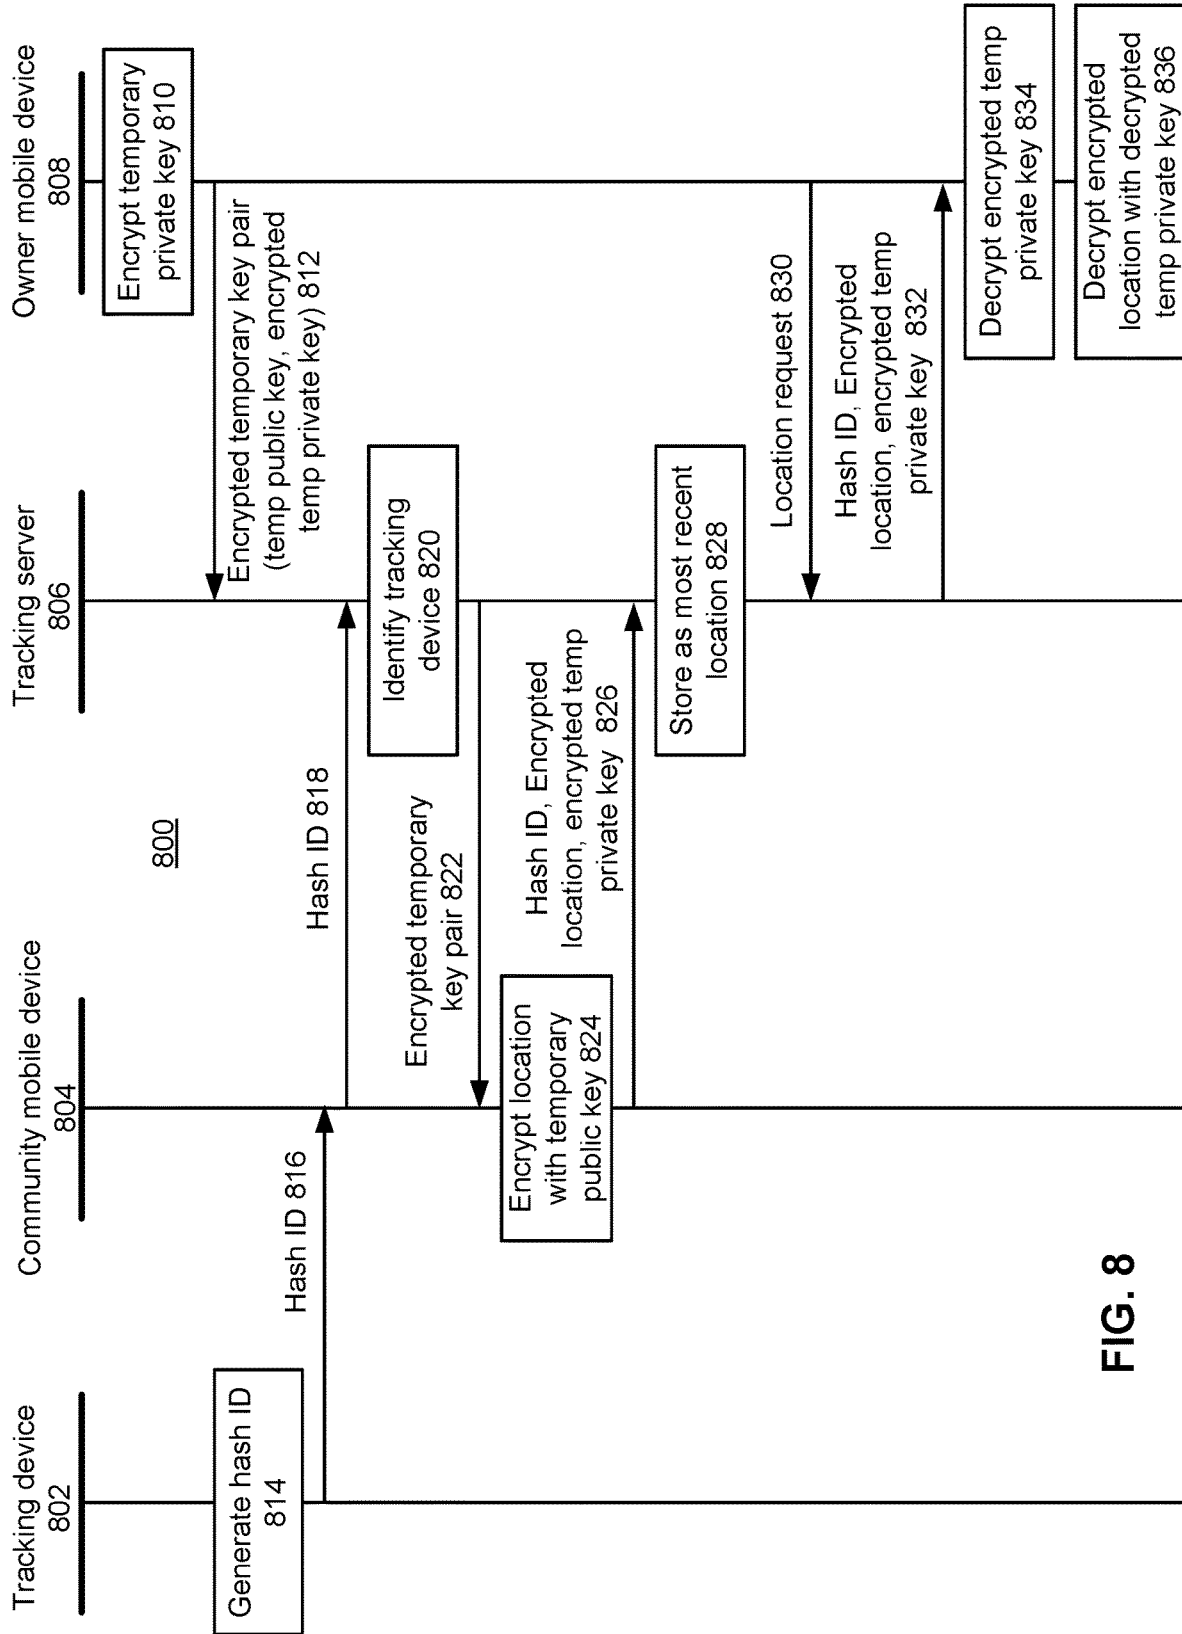 Tracking device
802
Community mobile device
804
Tracking server
806
Owner mobile device
808
800
Encrypt temporary
private key 810
Encrypted temporary key pair
(temp public key, encrypted
temp private key) 812
Generate hash ID
814
Hash ID 816
Hash ID 818
Identify tracking
device 820
Encrypted temporary
key pair 822
Encrypt location
with temporary
public key 824
Hash ID, Encrypted
location, encrypted temp
private key 826
Store as most recent
location 828
Location request 830
Hash ID, Encrypted
location, encrypted temp
private key 832
Decrypt encrypted temp
private key 834
Decrypt encrypted
location with decrypted
temp private key 836
FIG. 8